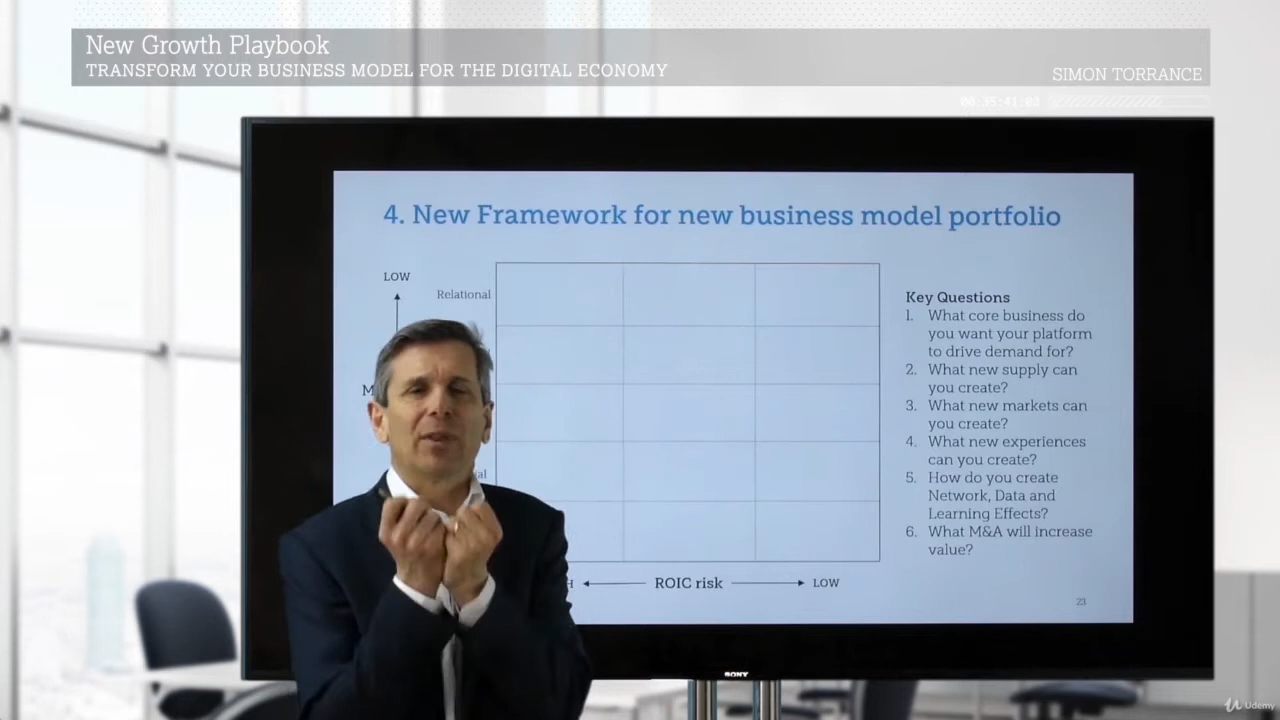 New Growth Playbook
TRANSFORM YOUR BUSINESS MODEL FOR THE DIGITAL ECONOMY
SIMON TORRANCE
4. New Framework for new business model portfolio
LOW
Relational
Key Questions
1. What core business do
you want your platform
to drive demand for?
2. What new supply can
you create?
3. What new markets can
you create?
4. What new experiences
can you create?
5. How do you create
Network, Data and
Learning Effects?
6. What M&A will increase
value?
ROIC risk
LOW
23
SONY
Udemy